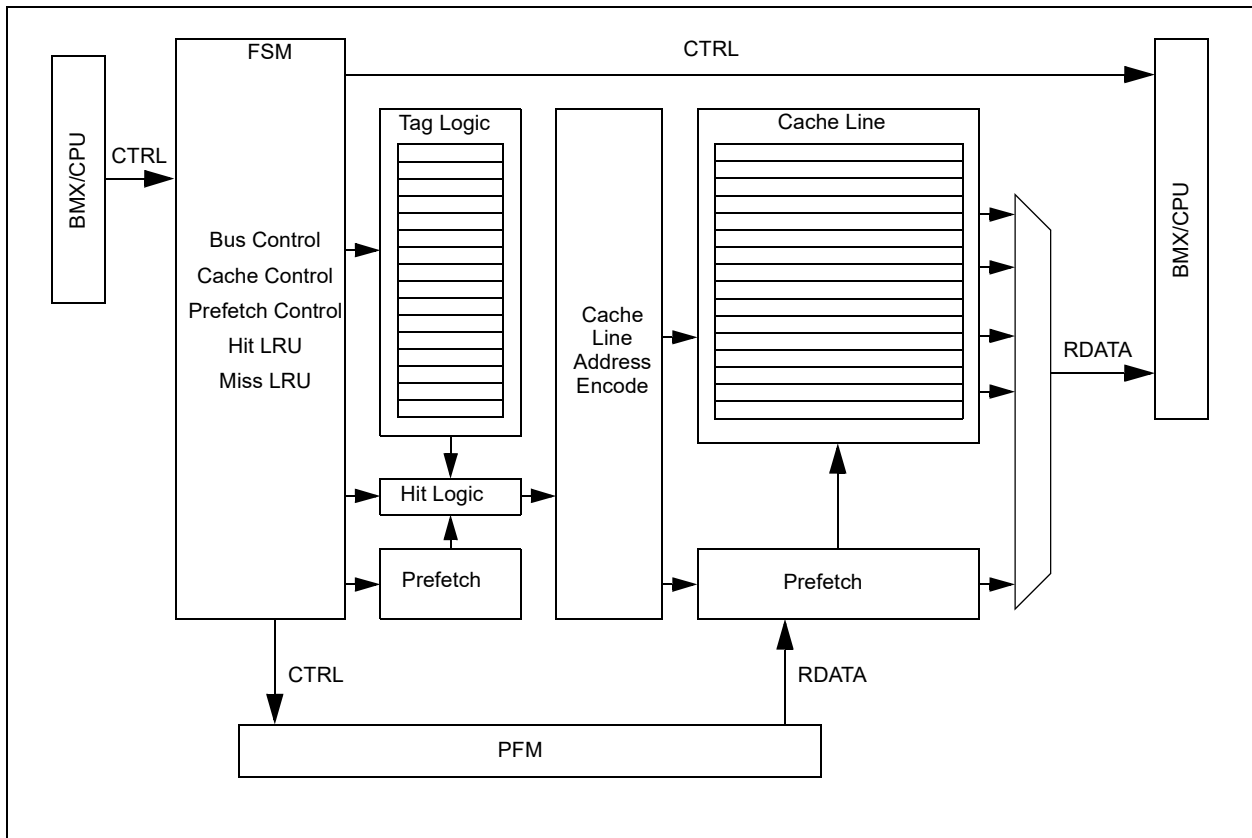 FSM
CTRL
BMX/CPU
CTRL
Tag Logic
Cache Line
BMX/CPU
Bus Control
Cache Control
Prefetch Control
Hit LRU
Miss LRU
Cache
Line
Address
Encode
RDATA
Hit Logic
Prefetch
Prefetch
CTRL
RDATA
PFM